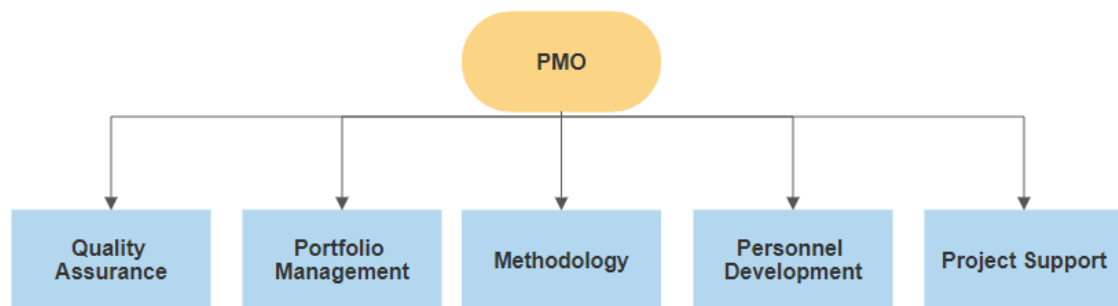 PMO
Quality
Assurance
Portfolio
Management
Methodology
Personnel
Development
Project Support